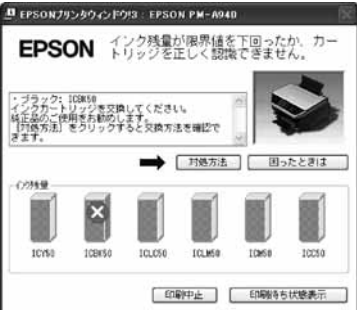 EPSONプリンタウィンドウ!3 : EPSON PM-A940
EPSON
インク残量が限界値を下回ったか、カー
トリッジを正しく認識できません。
・ブラック: ICBK50
インクカートリッジを交換してください。
純正品のご使用をお勧めします。
[対処方法] をクリックすると交換方法を確認で
きます。
対処方法
困ったときは
インク残量
ICY50
ICBK50
ICLC50
ICLM50
ICM50
ICC50
印刷中止
印刷待ち状態表示